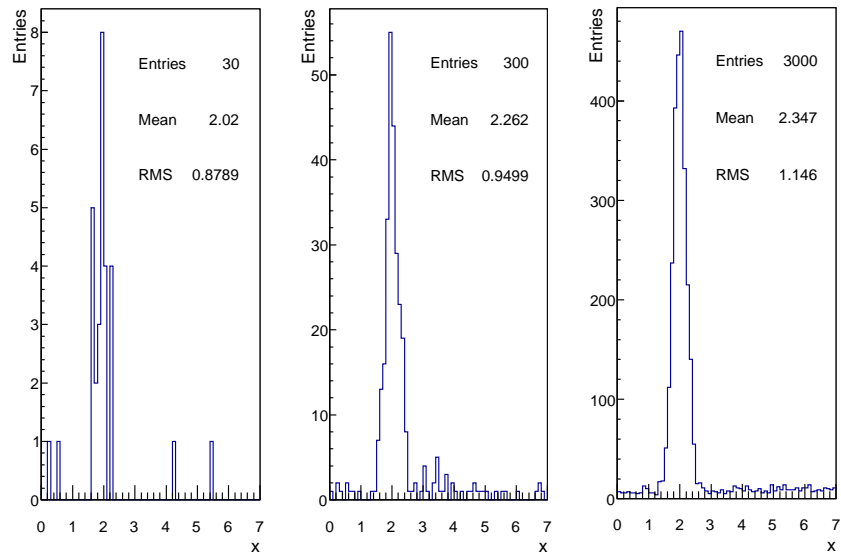 Entries
8
7
6
5
4
3
2
1
0
Entries 30
Mean 2.02
RMS 0.8789
0 1 2 3 4 5 6 7
x
Entries
50
40
30
20
10
0
Entries 300
Mean 2.262
RMS 0.9499
0 1 2 3 4 5 6 7
x
Entries
400
300
200
100
0
Entries 3000
Mean 2.347
RMS 1.146
0 1 2 3 4 5 6 7
x